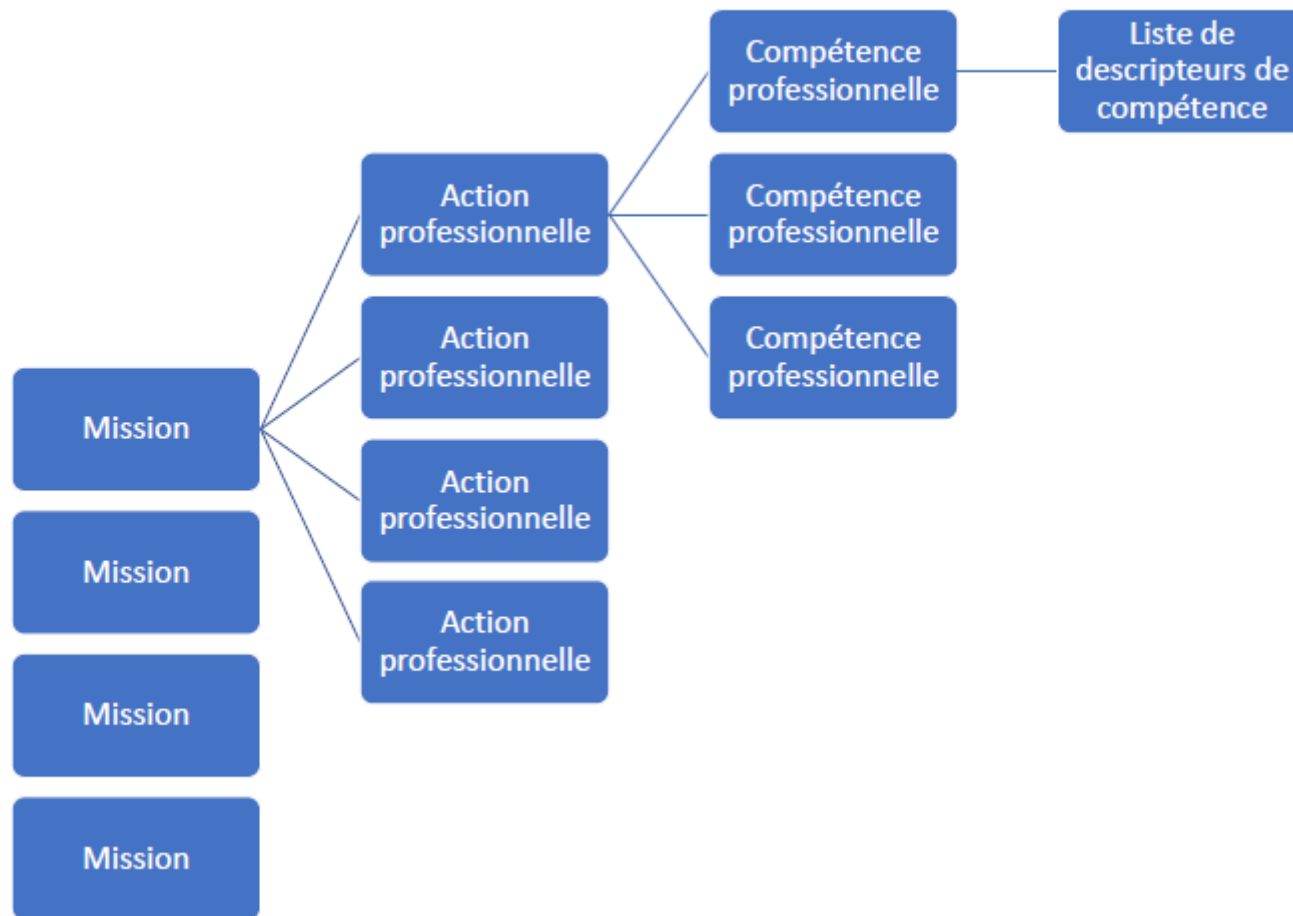 Mission
Mission
Mission
Mission
Action
professionnelle
Action
professionnelle
Action
professionnelle
Action
professionnelle
Compétence
professionnelle
Compétence
professionnelle
Compétence
professionnelle
Liste de
descripteurs de
compétence